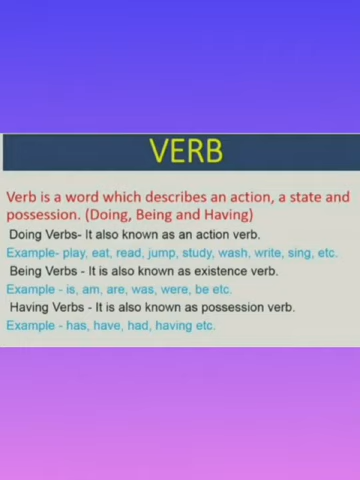 VERB
Verb is a word which describes an action, a state and
possession. (Doing, Being and Having)
Doing Verbs- It also known as an action verb.
Example- play, eat, read, jump, study, wash, write, sing, etc.
Being Verbs - It is also known as existence verb.
Example - is, am, are, was, were, be etc.
Having Verbs - It is also known as possession verb.
Example - has, have, had, having etc.